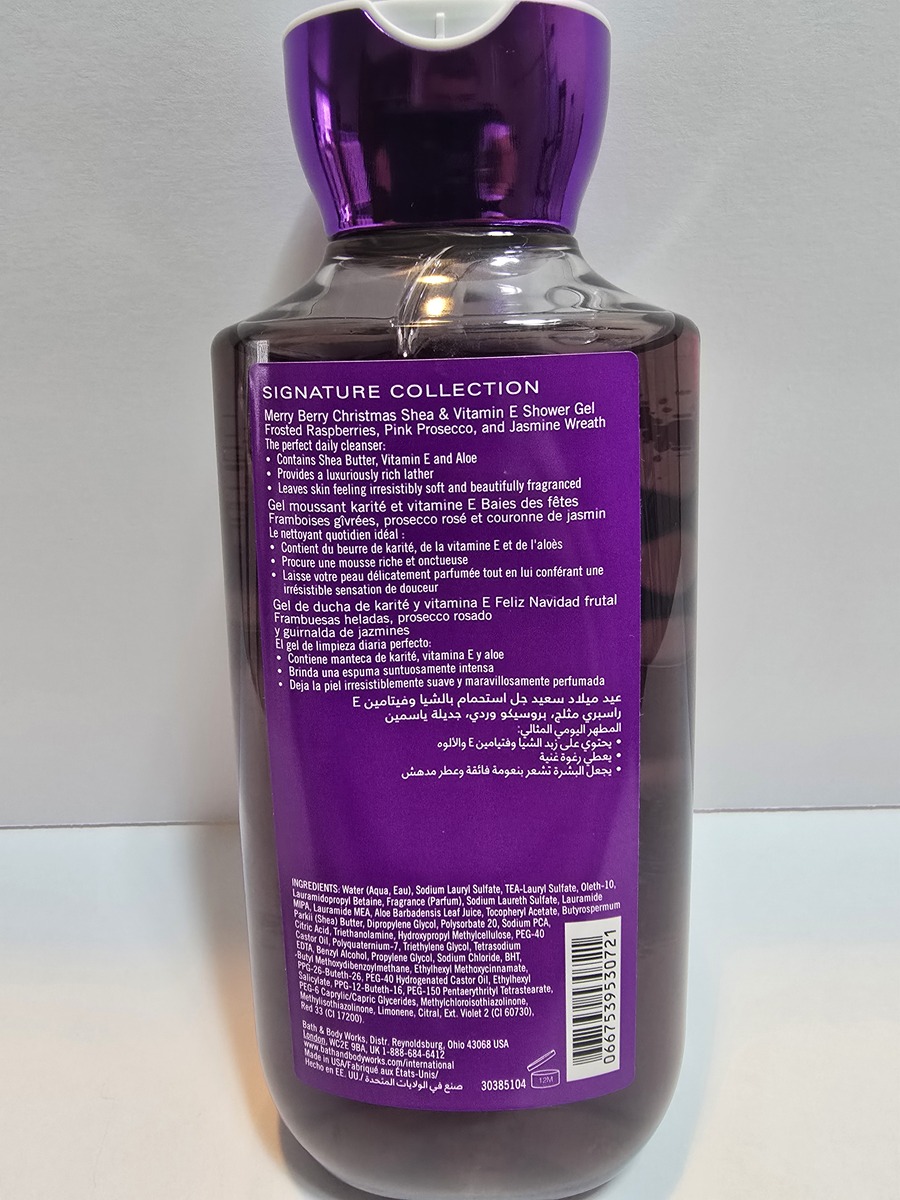 SIGNATURE COLLECTION
Merry Berry Christmas Shea & Vitamin E Shower Gel
Frosted Raspberries, Pink Prosecco, and Jasmine Wreath
The perfect daily cleanser:
• Contains Shea Butter, Vitamin E and Aloe
• Provides a luxuriously rich lather
• Leaves skin feeling irresistibly soft and beautifully fragranced
Gel moussant karité et vitamine E Baies des fêtes
Framboises gîvrées, prosecco rosé et couronne de jasmin
Le nettoyant quotidien idéal :
• Contient du beurre de karité, de la vitamine E et de l'aloès
• Procure une mousse riche et onctueuse
• Laisse votre peau délicatement parfumée tout en lui conférant une
irrésistible sensation de douceur
Gel de ducha de karité y vitamina E Feliz Navidad frutal
Frambuesas heladas, prosecco rosado
y guirnalda de jazmines
El gel de limpieza diaria perfecto:
• Contiene manteca de karité, vitamina E y aloe
• Brinda una espuma suntuosamente intensa
• Deja la piel irresistiblemente suave y maravillosamente perfumada
عيد ميلاد سعيد جل استحمام بالشيا وفيتامين E
راسبري مثلج، بروسيكو وردي، جديلة ياسمين
المطهر اليومي المثالي:
• يحتوي على زبد الشيا وفتيامين E والألوه
• يعطي رغوة غنية
• يجعل البشرة تشعر بنعومة فائقة وعطر مدهش
INGREDIENTS: Water (Aqua, Eau), Sodium Lauryl Sulfate, TEA-Lauryl Sulfate, Oleth-10,
Lauramidopropyl Betaine, Fragrance (Parfum), Sodium Laureth Sulfate, Lauramide
MIPA, Lauramide MEA, Aloe Barbadensis Leaf Juice, Tocopheryl Acetate, Butyrospermum
Parkii (Shea) Butter, Dipropylene Glycol, Polysorbate 20, Sodium PCA,
Citric Acid, Triethanolamine, Hydroxypropyl Methylcellulose, PEG-40
Castor Oil, Polyquaternium-7, Triethylene Glycol, Tetrasodium
EDTA, Benzyl Alcohol, Propylene Glycol, Sodium Chloride, BHT,
-Butyl Methoxydibenzoylmethane, Ethylhexyl Methoxycinnamate,
PPG-26-Buteth-26, PEG-40 Hydrogenated Castor Oil, Ethylhexyl
Salicylate, PPG-12-Buteth-16, PEG-150 Pentaerythrityl Tetrastearate,
PEG-6 Caprylic/Capric Glycerides, Methylchloroisothiazolinone,
Methylisothiazolinone, Limonene, Citral, Ext. Violet 2 (CI 60730),
Red 33 (CI 17200).
Bath & Body Works, Distr. Reynoldsburg, Ohio 43068 USA
London, WC2E 9BA, UK 1-888-684-6412
www.bathandbodyworks.com/international
Made in USA/Fabriqué aux États-Unis/
Hecho en EE. UU./ صنع في الولايات المتحدة
30385104
12M
0667539530721